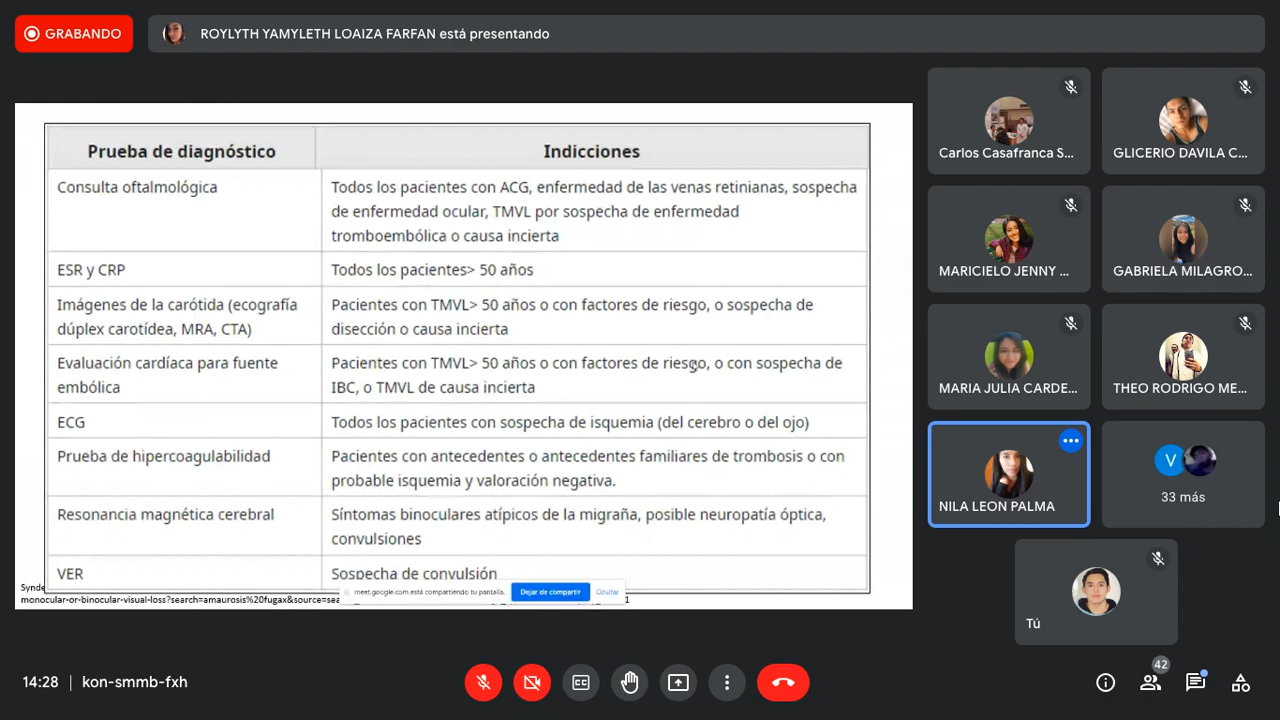 GRABANDO
ROYLYTH YAMYLETH LOAIZA FARFAN está presentando
Prueba de diagnóstico
Indicciones
Consulta oftalmológica
Todos los pacientes con ACG, enfermedad de las venas retinianas, sospecha
de enfermedad ocular, TMVL por sospecha de enfermedad
tromboembólica o causa incierta
ESR y CRP
Todos los pacientes> 50 años
Imágenes de la carótida (ecografía
dúplex carotídea, MRA, CTA)
Pacientes con TMVL> 50 años o con factores de riesgo, o sospecha de
disección o causa incierta
Evaluación cardíaca para fuente
embólica
Pacientes con TMVL> 50 años o con factores de riesgo, o con sospecha de
IBC, o TMVL de causa incierta
ECG
Todos los pacientes con sospecha de isquemia (del cerebro o del ojo)
Prueba de hipercoagulabilidad
Pacientes con antecedentes o antecedentes familiares de trombosis o con
probable isquemia y valoración negativa.
Resonancia magnética cerebral
Síntomas binoculares atípicos de la migraña, posible neuropatía óptica,
convulsiones
VER
Sospecha de convulsión
Synde
monocular-or-binocular-visual-loss?search=amaurosis%20fugax&source=sea
1
meet.google.com está compartiendo tu pantalla.
Dejar de compartir
Ocultar
Carlos Casafranca S...
GLICERIO DAVILA C...
MARICIELO JENNY ...
GABRIELA MILAGRO...
MARIA JULIA CARDE...
THEO RODRIGO ME...
NILA LEON PALMA
V
33 más
Tú
14:28 | kon-smmb-fxh
CC
42